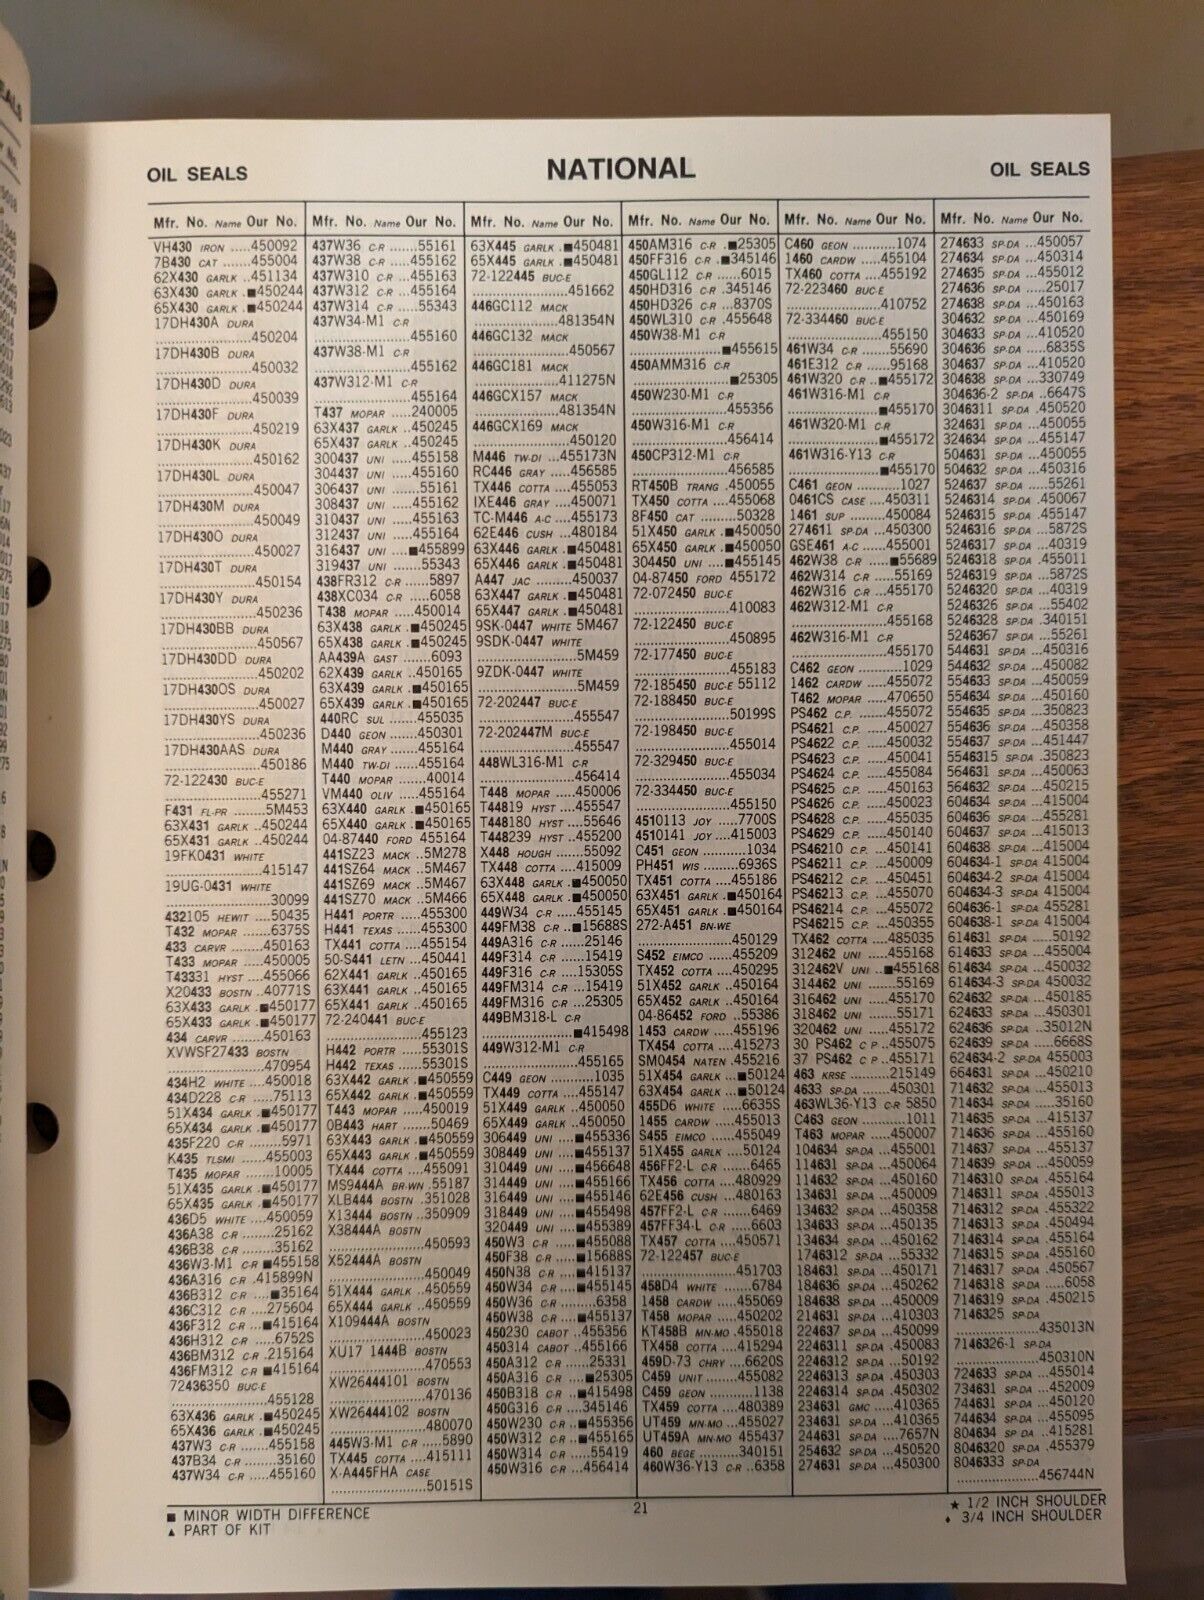 OIL SEALS
NATIONAL
OIL SEALS
Mfr. No. Name Our No.
VH430 IRON .....450092
7B430 CAT ......455004
62X430 GARLK ..451134
63X430 GARLK .■450244
65X430 GARLK .■450244
17DH430A DURA
....................450204
17DH430B DURA
....................450032
17DH430D DURA
....................450039
17DH430F DURA
....................450219
17DH430K DURA
....................450162
17DH430L DURA
....................450047
17DH430M DURA
....................450049
17DH430O DURA
....................450027
17DH430T DURA
....................450154
17DH430Y DURA
....................450236
17DH430BB DURA
....................450567
17DH430DD DURA
....................450202
17DH430OS DURA
....................450027
17DH430YS DURA
....................450236
17DH430AAS DURA
....................450186
72-122430 BUC-E
....................455271
F431 FL-PR .......5M453
63X431 GARLK ..450244
65X431 GARLK ..450244
19FK0431 WHITE
....................415147
19UG-0431 WHITE
....................30099
432105 HEWIT ....50435
T432 MOPAR .....6375S
433 CARVR ......450163
T433 MOPAR .....450005
T43331 HYST ....455066
X20433 BOSTN ..40771S
63X433 GARLK .■450177
65X433 GARLK .■450177
434 CARVR ......450163
XVWSF27433 BOSTN
....................470954
434H2 WHITE ....450018
434D228 C-R .....75113
51X434 GARLK .■450177
65X434 GARLK .■450177
435F220 C-R ......5971
K435 TLSMI .....455003
T435 MOPAR ......10005
51X435 GARLK .■450177
65X435 GARLK .■450177
436D5 WHITE ....450059
436A38 C-R ......25162
436B38 C-R ......35162
436W3-M1 C-R ..■455158
436A316 C-R .415899N
436B312 C-R ...■35164
436C312 C-R ...275604
436F312 C-R ..■415164
436H312 C-R ....6752S
436BM312 C-R .215164
436FM312 C-R ■415164
72436350 BUC-E
....................455128
63X436 GARLK .■450245
65X436 GARLK .■450245
437W3 C-R ......455158
437B34 C-R ......35160
437W34 C-R .....455160
Mfr. No. Name Our No.
437W36 C-R .......55161
437W38 C-R .....455162
437W310 C-R ...455163
437W312 C-R ...455164
437W314 C-R ....55343
437W34-M1 C-R
....................455160
437W38-M1 C-R
....................455162
437W312-M1 C-R
....................455164
T437 MOPAR .....240005
63X437 GARLK ..450245
65X437 GARLK ..450245
300437 UNI .....455158
304437 UNI .....455160
306437 UNI ......55161
308437 UNI .....455162
310437 UNI .....455163
312437 UNI .....455164
316437 UNI ....■455899
319437 UNI ......55343
438FR312 C-R .....5897
438XC034 C-R .....6058
T438 MOPAR .....450014
63X438 GARLK .■450245
65X438 GARLK .■450245
AA439A GAST ......6093
62X439 GARLK ..450165
63X439 GARLK .■450165
65X439 GARLK .■450165
440RC SUL ......455035
D440 GEON ......450301
M440 GRAY ......455164
M440 TW-DI .....455164
T440 MOPAR ......40014
VM440 OLIV .....455164
63X440 GARLK .■450165
65X440 GARLK .■450165
04-87440 FORD 455164
441SZ23 MACK ..5M278
441SZ64 MACK ..5M467
441SZ69 MACK ..5M467
441SZ70 MACK ..5M466
H441 PORTR .....455300
H441 TEXAS .....455300
TX441 COTTA ....455154
50-S441 LETN ..450441
62X441 GARLK ..450165
63X441 GARLK ..450165
65X441 GARLK ..450165
72-240441 BUC-E
....................455123
H442 PORTR .....55301S
H442 TEXAS .....55301S
63X442 GARLK .■450559
65X442 GARLK .■450559
T443 MOPAR .....450019
0B443 HART ......50469
63X443 GARLK .■450559
65X443 GARLK .■450559
TX444 COTTA ....455091
MS9444A BR-WN .55187
XLB444 BOSTN ..351028
X13444 BOSTN ..350909
X38444A BOSTN
....................450593
X52444A BOSTN
....................450049
51X444 GARLK ..450559
65X444 GARLK ..450559
X109444A BOSTN
....................450023
XU17 1444B BOSTN
....................470553
XW26444101 BOSTN
....................470136
XW26444102 BOSTN
....................480070
445W3-M1 C-R ....5890
TX445 COTTA ....415111
X-A445FHA CASE
....................50151S
Mfr. No. Name Our No.
63X445 GARLK .■450481
65X445 GARLK .■450481
72-122445 BUC-E
....................451662
446GC112 MACK
....................481354N
446GC132 MACK
....................450567
446GC181 MACK
....................411275N
446GCX157 MACK
....................481354N
446GCX169 MACK
....................450120
M446 TW-DI ....455173N
RC446 GRAY .....456585
TX446 COTTA ....455053
IXE446 GRAY ....450071
TC-M446 A-C ....455173
62E446 CUSH ...480184
63X446 GARLK .■450481
65X446 GARLK .■450481
A447 JAC .......450037
63X447 GARLK .■450481
65X447 GARLK .■450481
9SK-0447 WHITE 5M467
9SDK-0447 WHITE
....................5M459
9ZDK-0447 WHITE
....................5M459
72-202447 BUC-E
....................455547
72-202447M BUC-E
....................455547
448WL316-M1 C-R
....................456414
T448 MOPAR .....450006
T44819 HYST ....455547
T448180 HYST ....55646
T448239 HYST ..455200
X448 HOUGH ......55092
TX448 COTTA ....415009
63X448 GARLK .■450050
65X448 GARLK .■450050
449W34 C-R .....455145
449FM38 C-R ..■15688S
449A316 C-R .....25146
449F314 C-R .....15419
449F316 C-R ....15305S
449FM314 C-R ...15419
449FM316 C-R ...25305
449BM318-L C-R
....................■415498
449W312-M1 C-R
....................455165
C449 GEON ........1035
TX449 COTTA ....455147
51X449 GARLK ..450050
65X449 GARLK ..450050
306449 UNI ....■455336
308449 UNI ....■455137
310449 UNI ....■456648
314449 UNI ....■455166
316449 UNI ....■455146
318449 UNI ....■455498
320449 UNI ....■455389
450W3 C-R .....■455088
450F38 C-R ....■15688S
450N38 C-R ....■415137
450W34 C-R ....■455145
450W36 C-R .......6358
450W38 C-R ....■455137
450230 CABOT ..455356
450314 CABOT ..455166
450A312 C-R .....25331
450A316 C-R ....■25305
450B318 C-R ..■415498
450G316 C-R ...345146
450W230 C-R ..■455356
450W312 C-R ..■455165
450W314 C-R .....55419
450W316 C-R ...456414
Mfr. No. Name Our No.
450AM316 C-R .■25305
450FF316 C-R .■345146
450GL112 C-R .....6015
450HD316 C-R .345146
450HD326 C-R ...8370S
450WL310 C-R .455648
450W38-M1 C-R
....................■455615
450AMM316 C-R
....................■25305
450W230-M1 C-R
....................455356
450W316-M1 C-R
....................456414
450CP312-M1 C-R
....................456585
RT450B TRANG .450055
TX450 COTTA ....455068
8F450 CAT .......50328
51X450 GARLK .■450050
65X450 GARLK .■450050
304450 UNI ....■455145
04-87450 FORD 455172
72-072450 BUC-E
....................410083
72-122450 BUC-E
....................450895
72-177450 BUC-E
....................455183
72-185450 BUC-E 55112
72-188450 BUC-E
....................50199S
72-198450 BUC-E
....................455014
72-329450 BUC-E
....................455034
72-334450 BUC-E
....................455150
4510113 JOY .....7700S
4510141 JOY ....415003
C451 GEON ........1034
PH451 WIS .......6936S
TX451 COTTA ....455186
63X451 GARLK .■450164
65X451 GARLK .■450164
272-A451 BN-WE
....................450129
S452 EIMCO .....455209
TX452 COTTA ....450295
51X452 GARLK ..450164
65X452 GARLK ..450164
04-86452 FORD ..55386
1453 CARDW ....455196
TX454 COTTA ....415273
SM0454 NATEN .455216
51X454 GARLK ...■50124
63X454 GARLK ...■50124
455D6 WHITE .....6635S
1455 CARDW ....455013
S455 EIMCO .....455049
51X455 GARLK ....50124
456FF2-L C-R .....6465
TX456 COTTA ....480929
62E456 CUSH ...480163
457FF2-L C-R .....6469
457FF34-L C-R ....6603
TX457 COTTA ....450571
72-122457 BUC-E
....................451703
458D4 WHITE ......6784
1458 CARDW ....455069
T458 MOPAR .....450202
KT458B MN-MO .455018
TX458 COTTA ....415294
459D-73 CHRY ...6620S
C459 UNIT ......455082
C459 GEON ........1138
TX459 COTTA ....480389
UT459 MN-MO ...455027
UT459A MN-MO 455437
460 BEGE .......340151
460W36-Y13 C-R ..6358
Mfr. No. Name Our No.
C460 GEON ........1074
1460 CARDW ....455104
TX460 COTTA ....455192
72-223460 BUC-E
....................410752
72-334460 BUC-E
....................455150
461W34 C-R ......55690
461E312 C-R .....95168
461W320 C-R ..■455172
461W316-M1 C-R
....................■455170
461W320-M1 C-R
....................■455172
461W316-Y13 C-R
....................■455170
C461 GEON ........1027
0461CS CASE ...450311
1461 SUP .......450084
274611 SP-DA ...450300
GSE461 A-C .....455001
462W38 C-R .....■55689
462W314 C-R ....55169
462W316 C-R ...455170
462W312-M1 C-R
....................455168
462W316-M1 C-R
....................455170
C462 GEON ........1029
1462 CARDW ....455072
T462 MOPAR .....470650
PS462 C.P. .....455072
PS4621 C.P. ....450027
PS4622 C.P. ....450032
PS4623 C.P. ....450041
PS4624 C.P. ....455084
PS4625 C.P. ....450163
PS4626 C.P. ....450023
PS4628 C.P. ....455035
PS4629 C.P. ....450140
PS46210 C.P. ...450141
PS46211 C.P. ...450009
PS46212 C.P. ...450451
PS46213 C.P. ...455070
PS46214 C.P. ...455072
PS46215 C.P. ...450355
TX462 COTTA ....485035
312462 UNI .....455168
312462V UNI ..■455168
314462 UNI ......55169
316462 UNI .....455170
318462 UNI .....55171
320462 UNI .....455172
30 PS462 C P ..455075
37 PS462 C P ..455171
463 KRSE .......215149
4633 SP-DA .....450301
463WL36-Y13 C-R 5850
C463 GEON ........1011
T463 MOPAR .....450007
104634 SP-DA ...455001
114631 SP-DA ...450064
114632 SP-DA ...450160
134631 SP-DA ...450009
134632 SP-DA ...450358
134633 SP-DA ...450135
134634 SP-DA ...450162
1746312 SP-DA ...55332
184631 SP-DA ...450171
184636 SP-DA ...450262
184638 SP-DA ...450009
214631 SP-DA ...410303
224637 SP-DA ...450099
2246311 SP-DA ..450083
2246312 SP-DA ...50192
2246313 SP-DA .450303
2246314 SP-DA .450302
234631 GMC .....410365
234631 SP-DA ...410365
244631 SP-DA ....7657N
254632 SP-DA ...450520
274631 SP-DA ...450300
Mfr. No. Name Our No.
274633 SP-DA ...450057
274634 SP-DA ...450314
274635 SP-DA ...455012
274636 SP-DA ....25017
274638 SP-DA ...450163
304632 SP-DA ...450169
304633 SP-DA ...410520
304636 SP-DA ....6835S
304637 SP-DA ...410520
304638 SP-DA ...330749
304636-2 SP-DA ..6647S
3046311 SP-DA .450520
324631 SP-DA ...450055
324634 SP-DA ...455147
504631 SP-DA ...450055
504632 SP-DA ...450316
524637 SP-DA ....55261
5246314 SP-DA .450067
5246315 SP-DA .455147
5246316 SP-DA ...5872S
5246317 SP-DA ...40319
5246318 SP-DA .455011
5246319 SP-DA ...5872S
5246320 SP-DA ...40319
5246326 SP-DA ...55402
5246328 SP-DA .340151
5246367 SP-DA ...55261
544631 SP-DA ...450316
544632 SP-DA ...450082
554633 SP-DA ...450059
554634 SP-DA ...450160
554635 SP-DA ...350823
554636 SP-DA ...450358
554637 SP-DA ...451447
5546315 SP-DA .350823
564631 SP-DA ...450063
564632 SP-DA ...450215
604634 SP-DA ...415004
604636 SP-DA ...455281
604637 SP-DA ...415013
604638 SP-DA ...415004
604634-1 SP-DA 415004
604634-2 SP-DA 415004
604634-3 SP-DA 415004
604636-1 SP-DA 455281
604638-1 SP-DA 415004
614631 SP-DA .....50192
614633 SP-DA ...455004
614634 SP-DA ...450032
614634-3 SP-DA 450032
624632 SP-DA ...450185
624633 SP-DA ...450301
624636 SP-DA ..35012N
624639 SP-DA ....6668S
624634-2 SP-DA 455003
664631 SP-DA ...450210
714632 SP-DA ...455013
714634 SP-DA ....35160
714635 SP-DA ...415137
714636 SP-DA ...455160
714637 SP-DA ...455137
714639 SP-DA ...450059
7146310 SP-DA ..455164
7146311 SP-DA ..455013
7146312 SP-DA ..455322
7146313 SP-DA ..450494
7146314 SP-DA ..455164
7146315 SP-DA ..455160
7146317 SP-DA ..450567
7146318 SP-DA .....6058
7146319 SP-DA ..450215
7146325 SP-DA
....................435013N
7146326-1 SP-DA
....................450310N
724633 SP-DA ...455014
734631 SP-DA ...452009
744631 SP-DA ...450120
744634 SP-DA ...455095
804634 SP-DA ..415281
8046320 SP-DA .455379
8046333 SP-DA
....................456744N
■ MINOR WIDTH DIFFERENCE
▲ PART OF KIT
21
★ 1/2 INCH SHOULDER
♦ 3/4 INCH SHOULDER